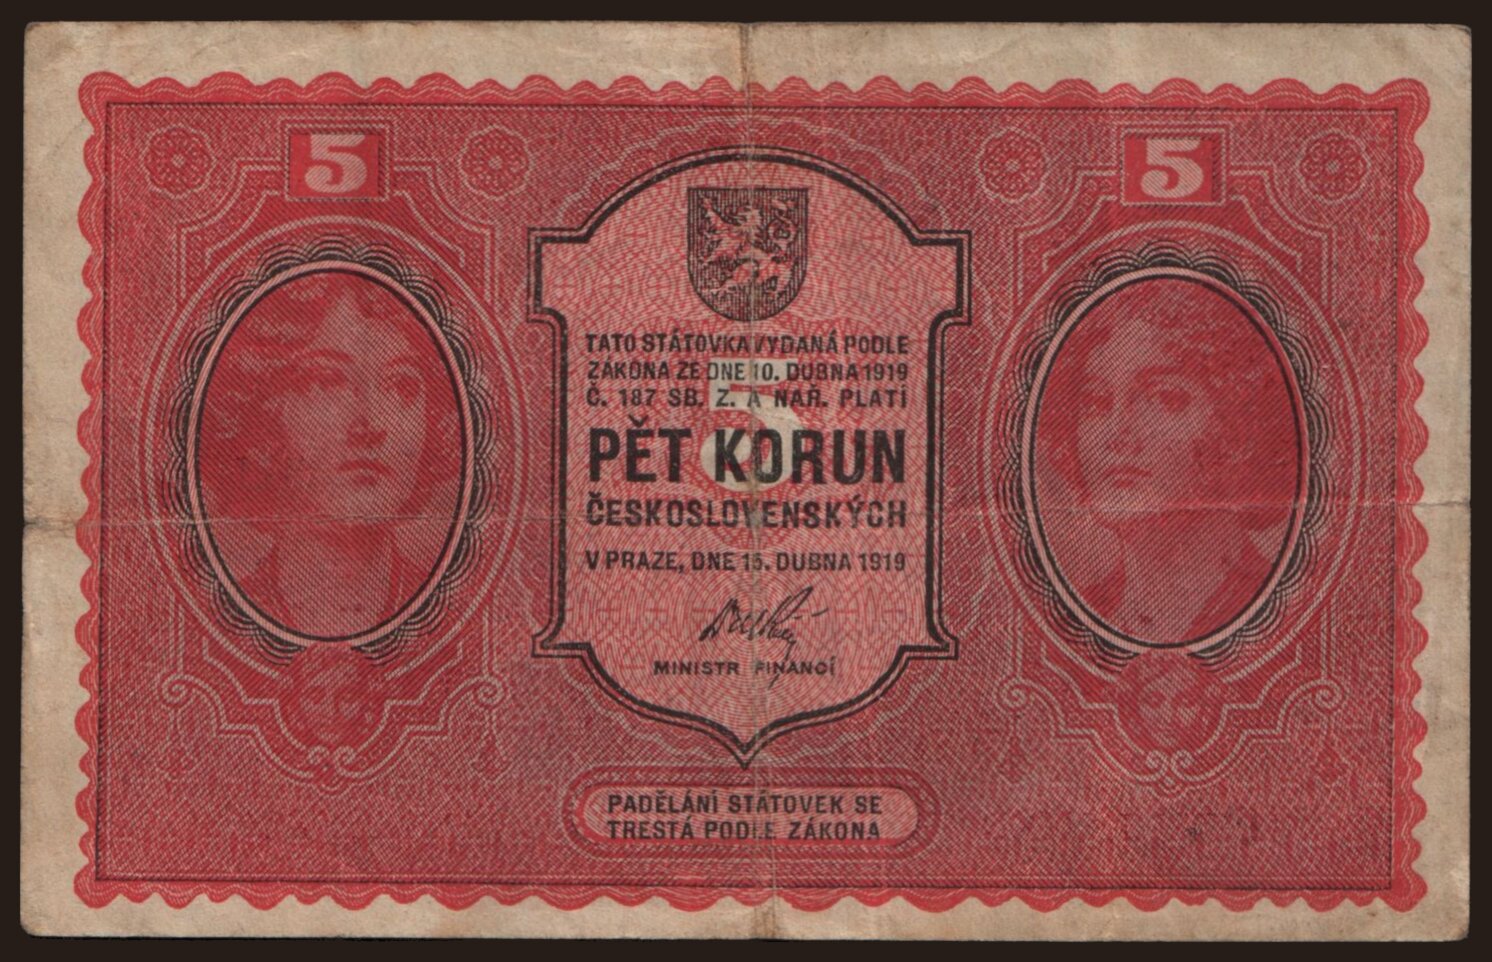 5
5
TATO STÁTOVKA VYDANÁ PODLE
ZÁKONA ZE DNE 10. DUBNA 1919
Č. 187 SB. Z. A NAŘ. PLATÍ
5
PĚT KORUN
ČESKOSLOVENSKÝCH
V PRAZE, DNE 15. DUBNA 1919
MINISTR FINANCÍ
PADĚLÁNÍ STÁTOVEK SE
TRESTÁ PODLE ZÁKONA